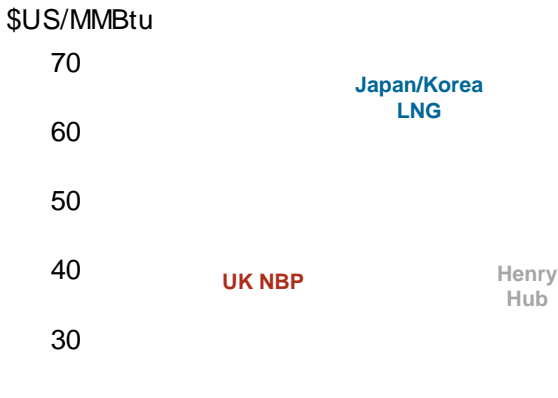 $US/MMBtu
70
Japan/Korea
LNG
60
50
40
UK NBP
Henry
Hub
30